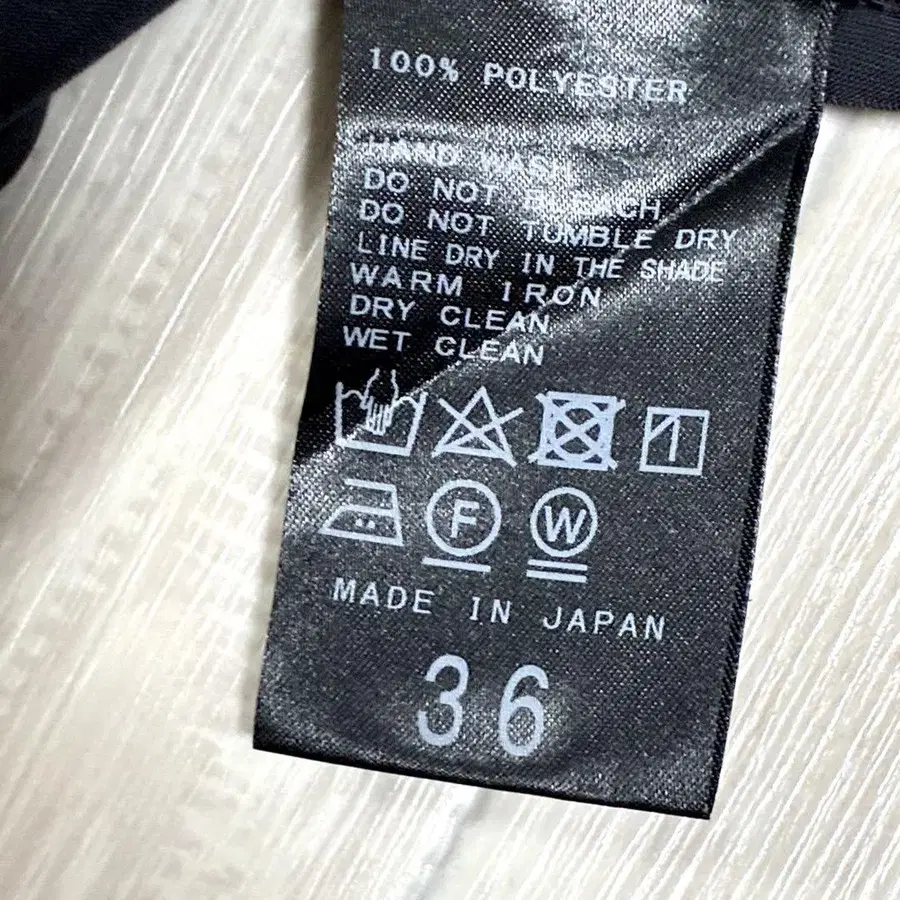 100% POLYESTER
HAND WASH
DO NOT BLEACH
DO NOT TUMBLE DRY
LINE DRY IN THE SHADE
WARM IRON
DRY CLEAN
WET CLEAN
F W
MADE IN JAPAN
36